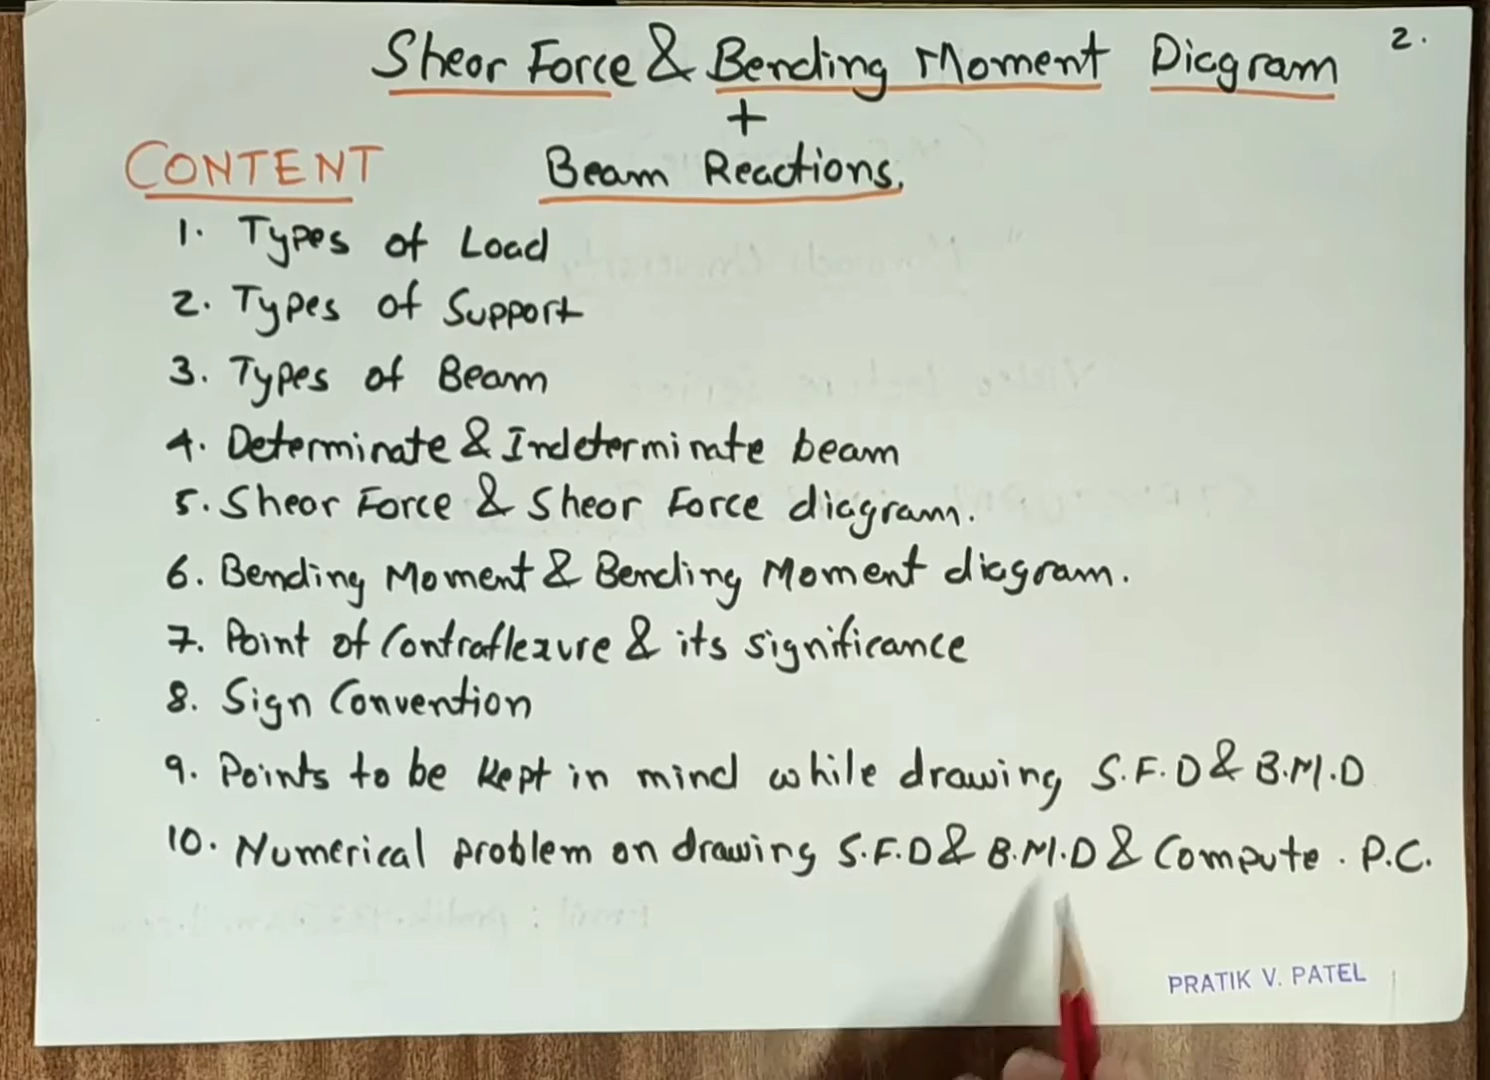 Shear Force & Bending Moment Diagram 2.
+
CONTENT Beam Reactions.
1. Types of Load
2. Types of Support
3. Types of Beam
4. Determinate & Indeterminate beam
5. Shear Force & Shear Force diagram.
6. Bending Moment & Bending Moment diagram.
7. Point of Contraflexure & its significance
8. Sign Convention
9. Points to be kept in mind while drawing S.F.D & B.M.D
10. Numerical problem on drawing S.F.D & B.M.D & Compute. P.C.
PRATIK V. PATEL